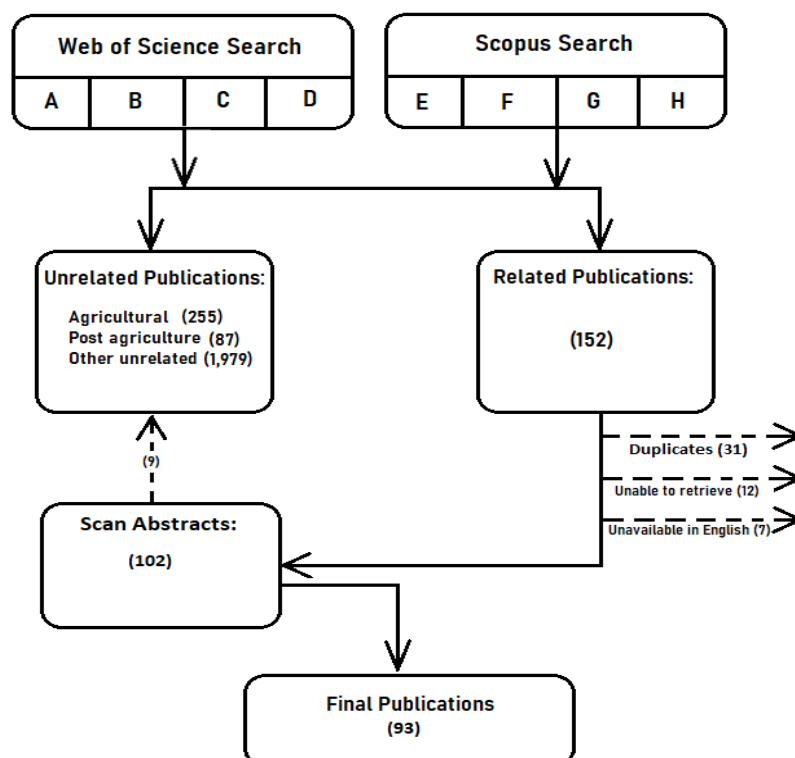 Web of Science Search
A B C D
Scopus Search
E F G H
Unrelated Publications:
Agricultural (255)
Post agriculture (87)
Other unrelated (1,979)
Related Publications:
(152)
Duplicates (31)
Unable to retrieve (12)
Unavailable in English (7)
(9)
Scan Abstracts:
(102)
Final Publications
(93)